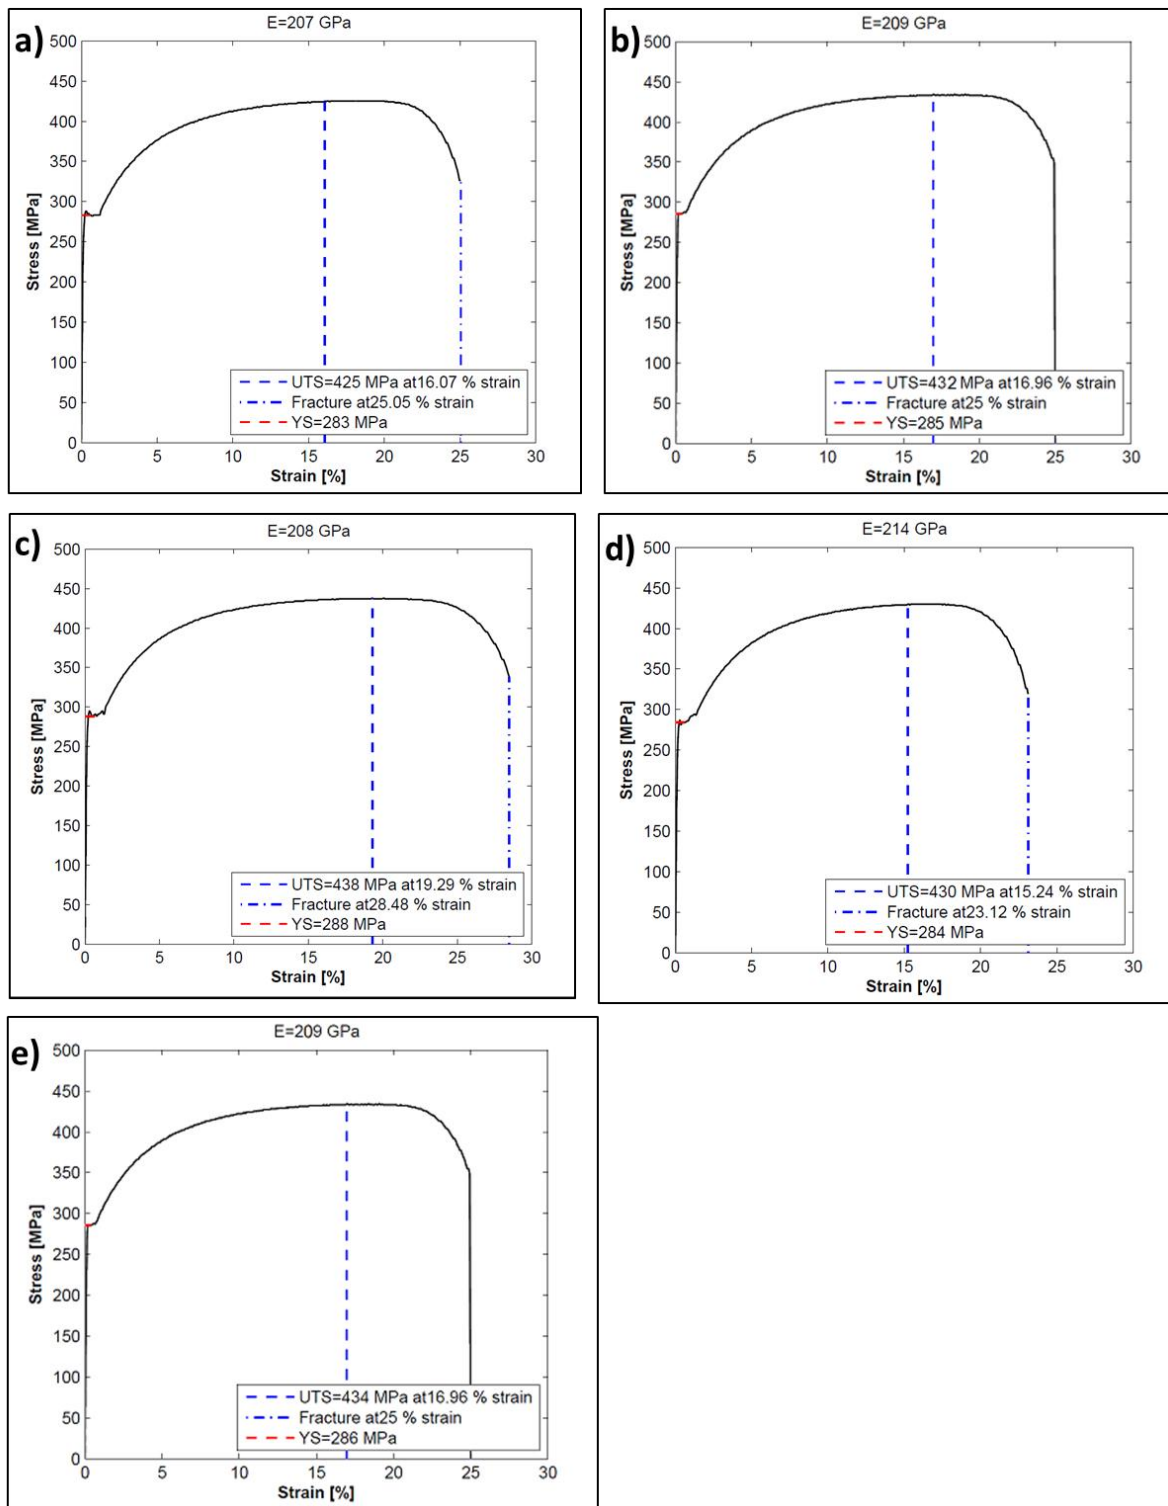 a)
E=207 GPa
500
450
400
350
300
250
200
150
100
50
0
Stress [MPa]
UTS=425 MPa at16.07 % strain
Fracture at25.05 % strain
YS=283 MPa
0 5 10 15 20 25 30
Strain [%]
b)
E=209 GPa
500
450
400
350
300
250
200
150
100
50
0
Stress [MPa]
UTS=432 MPa at16.96 % strain
Fracture at25 % strain
YS=285 MPa
0 5 10 15 20 25 30
Strain [%]
c)
E=208 GPa
500
450
400
350
300
250
200
150
100
50
0
Stress [MPa]
UTS=438 MPa at19.29 % strain
Fracture at28.48 % strain
YS=288 MPa
0 5 10 15 20 25 30
Strain [%]
d)
E=214 GPa
500
450
400
350
300
250
200
150
100
50
0
Stress [MPa]
UTS=430 MPa at15.24 % strain
Fracture at23.12 % strain
YS=284 MPa
0 5 10 15 20 25 30
Strain [%]
e)
E=209 GPa
500
450
400
350
300
250
200
150
100
50
0
Stress [MPa]
UTS=434 MPa at16.96 % strain
Fracture at25 % strain
YS=286 MPa
0 5 10 15 20 25 30
Strain [%]